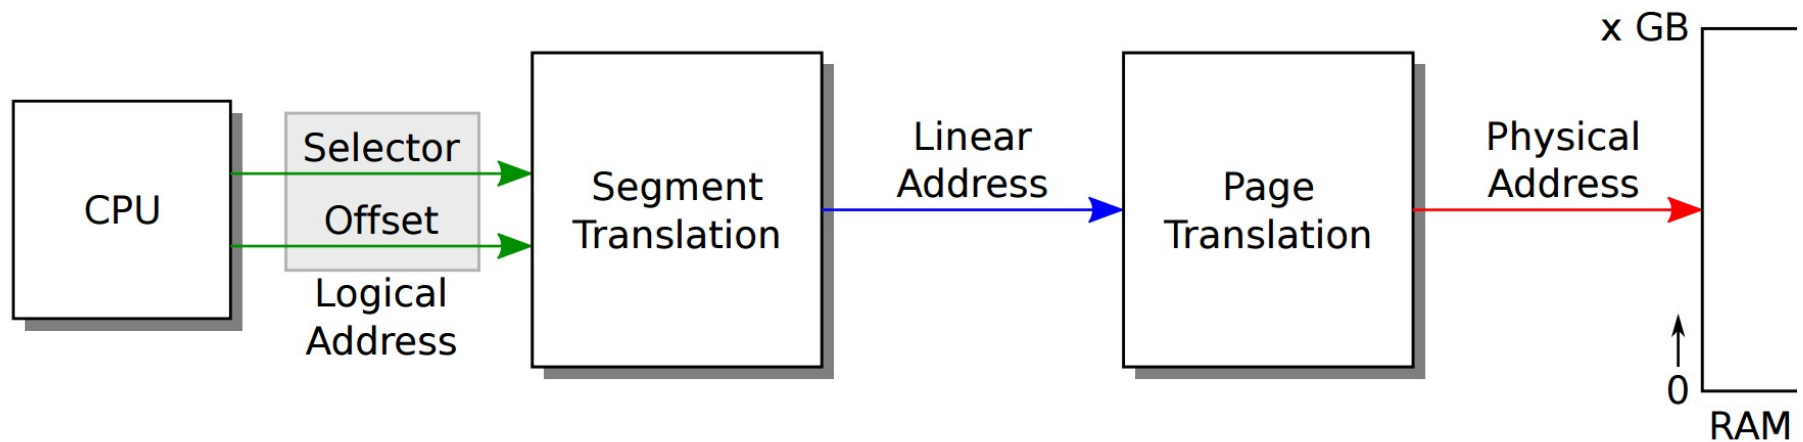 CPU
Selector
Offset
Logical
Address
Segment
Translation
Linear
Address
Page
Translation
Physical
Address
x GB
0
RAM